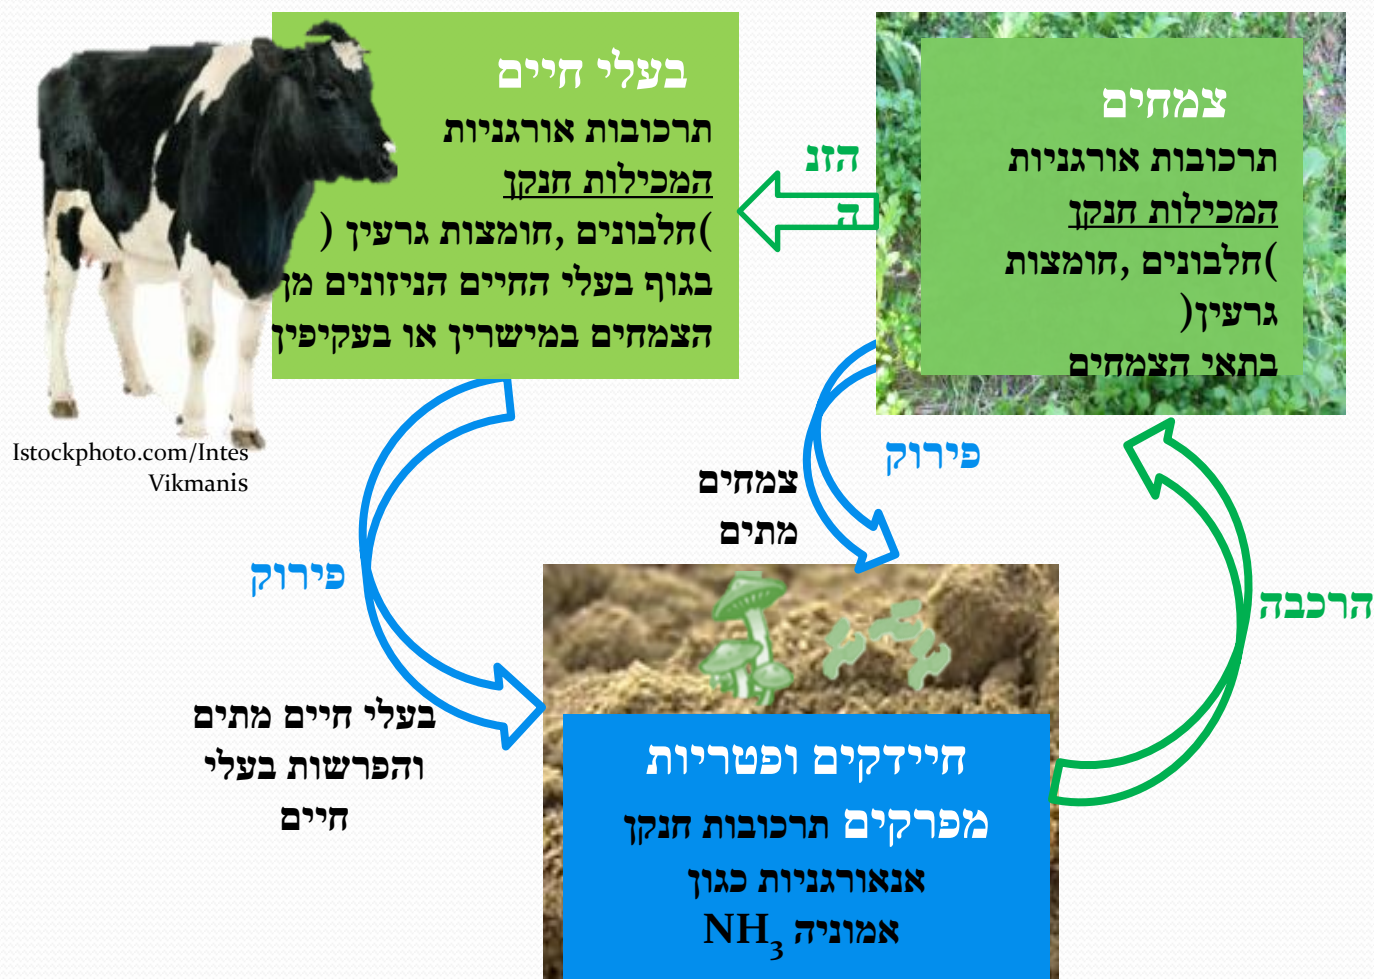 צמחים
תרכובות אורגניות
המכילות חנקן
)חלבונים ,חומצות
גרעין(
בתאי הצמחים
הזנ
ה
בעלי חיים
תרכובות אורגניות
המכילות חנקן
)חלבונים ,חומצות גרעין (
בגוף בעלי החיים הניזונים מן
הצמחים במישרין או בעקיפין
Istockphoto.com/Intes
Vikmanis
פירוק
צמחים
מתים
פירוק
הרכבה
בעלי חיים מתים
והפרשות בעלי
חיים
חיידקים ופטריות
מפרקים תרכובות חנקן
אנאורגניות כגון
אמוניה NH₃